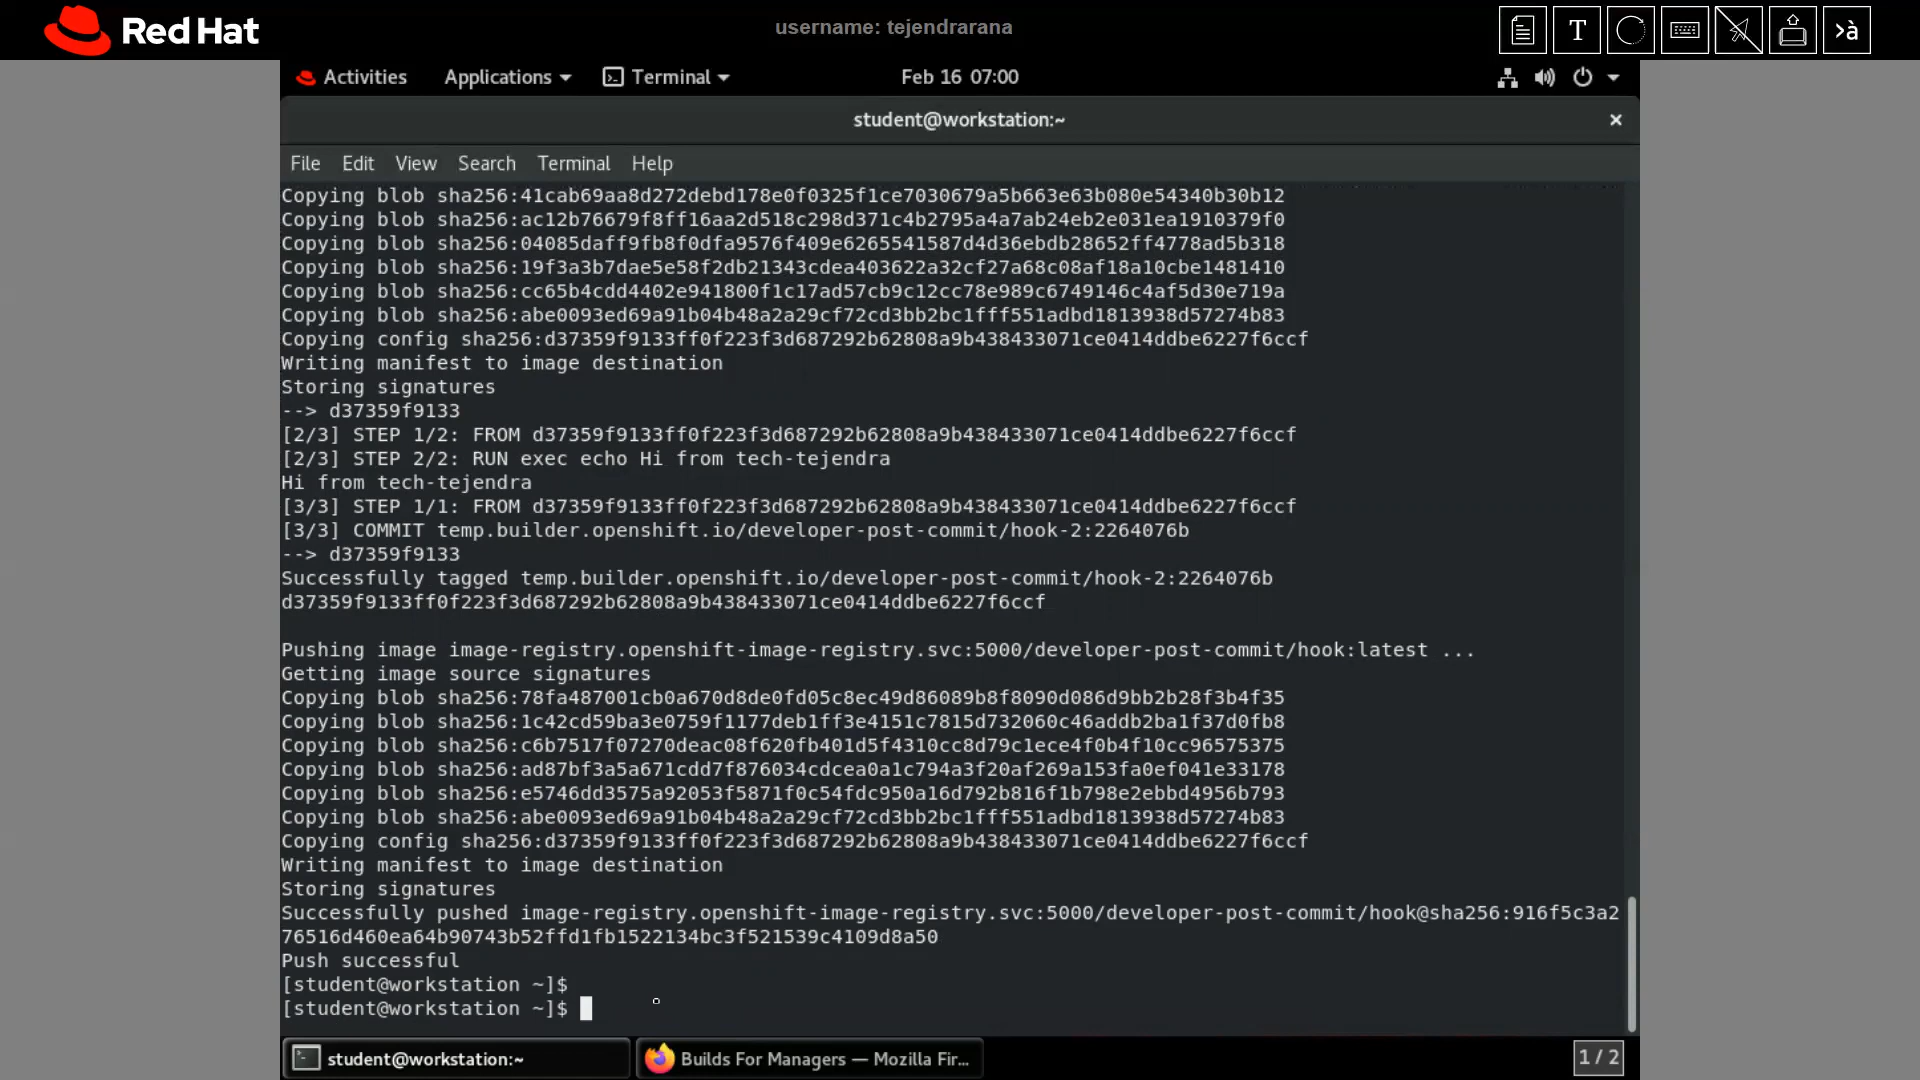 Red Hat
username: tejendrarana
T
>à
Activities Applications Terminal Feb 16 07:00
student@workstation:~ ×
File Edit View Search Terminal Help
Copying blob sha256:41cab69aa8d272debd178e0f0325f1ce7030679a5b663e63b080e54340b30b12
Copying blob sha256:ac12b76679f8ff16aa2d518c298d371c4b2795a4a7ab24eb2e031ea1910379f0
Copying blob sha256:04085daff9fb8f0dfa9576f409e6265541587d4d36ebdb28652ff4778ad5b318
Copying blob sha256:19f3a3b7dae5e58f2db21343cdea403622a32cf27a68c08af18a10cbe1481410
Copying blob sha256:cc65b4cdd4402e941800f1c17ad57cb9c12cc78e989c6749146c4af5d30e719a
Copying blob sha256:abe0093ed69a91b04b48a2a29cf72cd3bb2bc1fff551adbd1813938d57274b83
Copying config sha256:d37359f9133ff0f223f3d687292b62808a9b438433071ce0414ddbe6227f6ccf
Writing manifest to image destination
Storing signatures
--> d37359f9133
[2/3] STEP 1/2: FROM d37359f9133ff0f223f3d687292b62808a9b438433071ce0414ddbe6227f6ccf
[2/3] STEP 2/2: RUN exec echo Hi from tech-tejendra
Hi from tech-tejendra
[3/3] STEP 1/1: FROM d37359f9133ff0f223f3d687292b62808a9b438433071ce0414ddbe6227f6ccf
[3/3] COMMIT temp.builder.openshift.io/developer-post-commit/hook-2:2264076b
--> d37359f9133
Successfully tagged temp.builder.openshift.io/developer-post-commit/hook-2:2264076b
d37359f9133ff0f223f3d687292b62808a9b438433071ce0414ddbe6227f6ccf
Pushing image image-registry.openshift-image-registry.svc:5000/developer-post-commit/hook:latest ...
Getting image source signatures
Copying blob sha256:78fa487001cb0a670d8de0fd05c8ec49d86089b8f8090d086d9bb2b28f3b4f35
Copying blob sha256:1c42cd59ba3e0759f1177deb1ff3e4151c7815d732060c46addb2ba1f37d0fb8
Copying blob sha256:c6b7517f07270deac08f620fb401d5f4310cc8d79c1ece4f0b4f10cc96575375
Copying blob sha256:ad87bf3a5a671cdd7f876034cdcea0a1c794a3f20af269a153fa0ef041e33178
Copying blob sha256:e5746dd3575a92053f5871f0c54fdc950a16d792b816f1b798e2ebbd4956b793
Copying blob sha256:abe0093ed69a91b04b48a2a29cf72cd3bb2bc1fff551adbd1813938d57274b83
Copying config sha256:d37359f9133ff0f223f3d687292b62808a9b438433071ce0414ddbe6227f6ccf
Writing manifest to image destination
Storing signatures
Successfully pushed image-registry.openshift-image-registry.svc:5000/developer-post-commit/hook@sha256:916f5c3a2
76516d460ea64b90743b52ffd1fb1522134bc3f521539c4109d8a50
Push successful
[student@workstation ~]$
[student@workstation ~]$
student@workstation:~ Builds For Managers — Mozilla Fir... 1 / 2